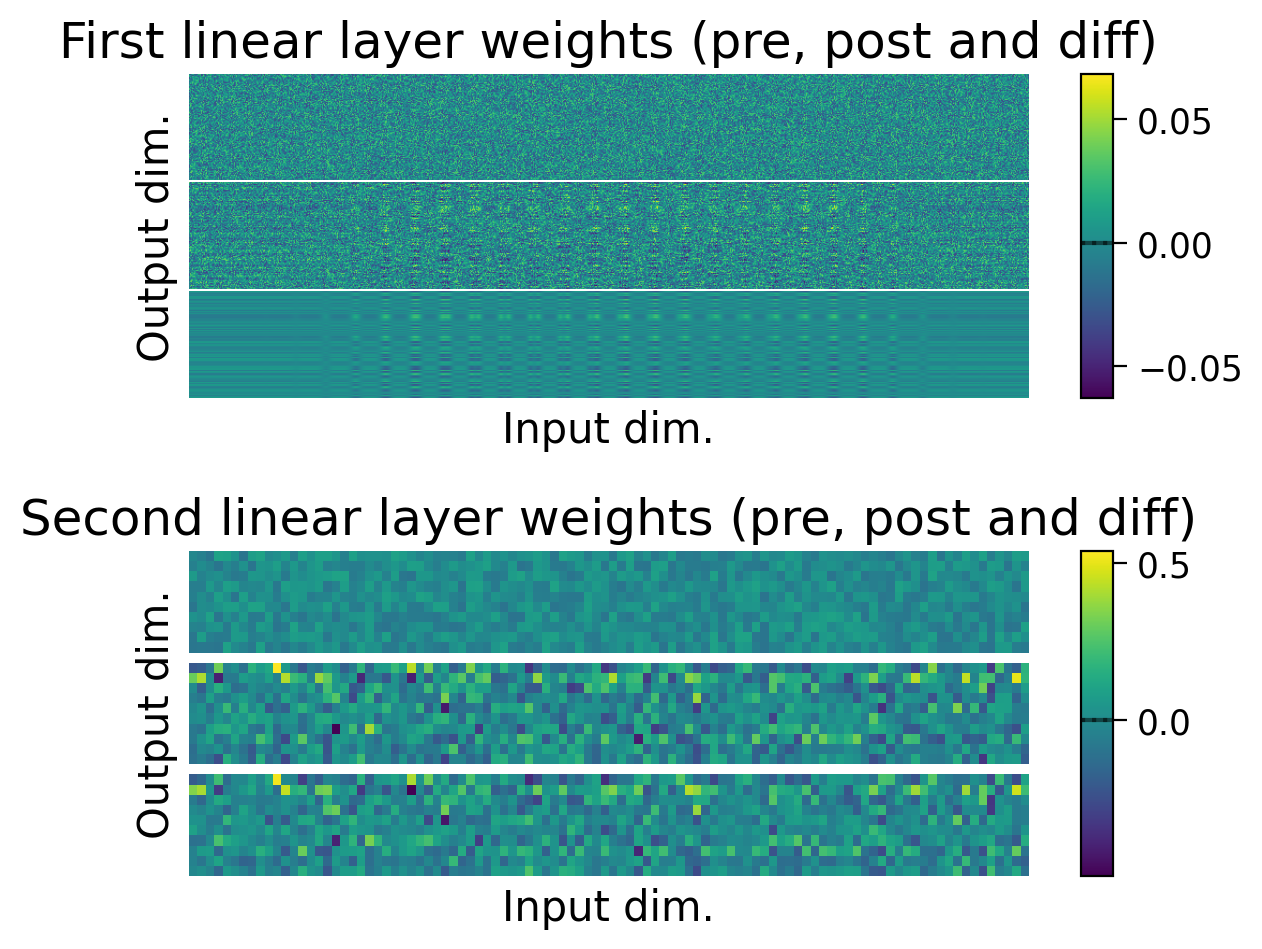 First linear layer weights (pre, post and diff)
Output dim.
0.05
0.00
−0.05
Input dim.
Second linear layer weights (pre, post and diff)
Output dim.
0.5
0.0
Input dim.